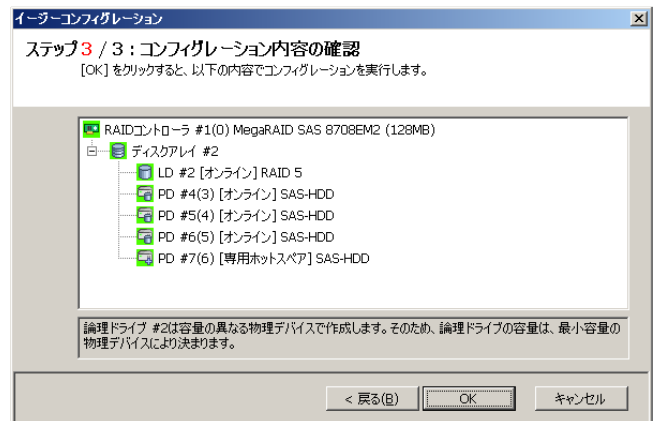 イージーコンフィグレーション
ステップ3 / 3 : コンフィグレーション内容の確認
[OK] をクリックすると、以下の内容でコンフィグレーションを実行します。
RAIDコントローラ #1(0) MegaRAID SAS 8708EM2 (128MB)
ディスクアレイ #2
LD #2 [オンライン] RAID 5
PD #4(3) [オンライン] SAS-HDD
PD #5(4) [オンライン] SAS-HDD
PD #6(5) [オンライン] SAS-HDD
PD #7(6) [専用ホットスペア] SAS-HDD
論理ドライブ #2は容量の異なる物理デバイスで作成します。そのため、論理ドライブの容量は、最小容量の
物理デバイスにより決まります。
< 戻る(B) OK キャンセル